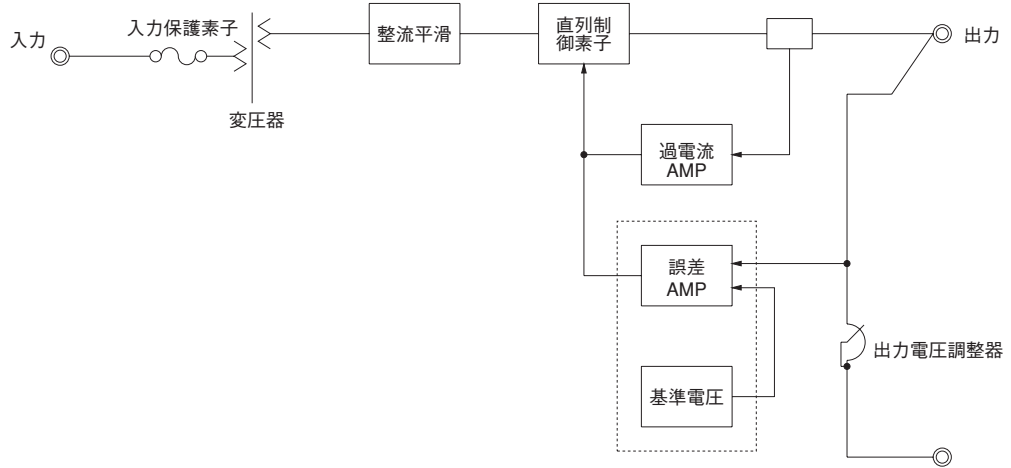 入力
入力保護素子
変圧器
整流平滑
直列制
御素子
出力
過電流
AMP
誤差
AMP
基準電圧
出力電圧調整器